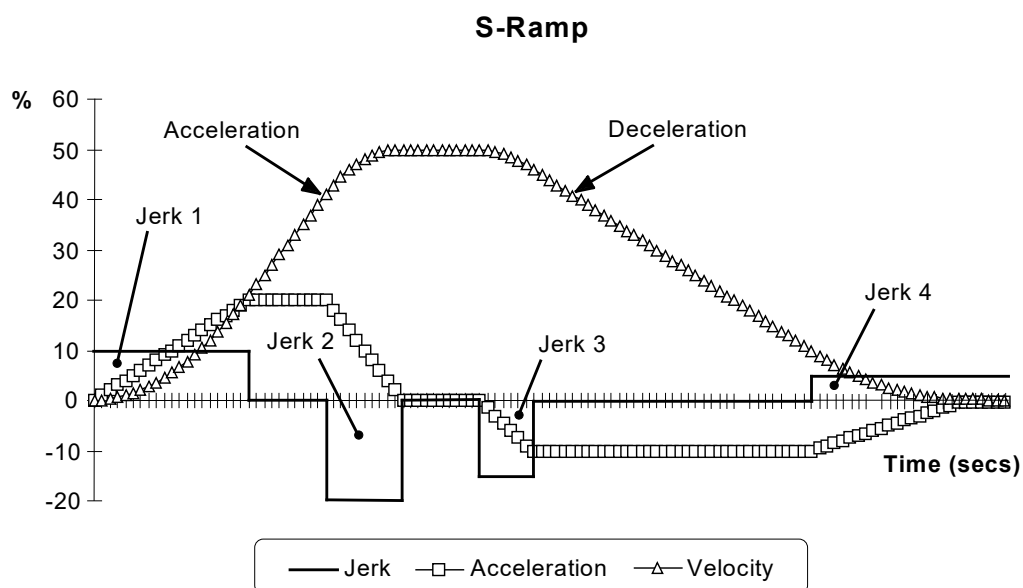 S-Ramp
%
60
Acceleration
Deceleration
50
40
Jerk 1
30
20
Jerk 4
Jerk 2
Jerk 3
10
0
-10
Time (secs)
-20
Jerk Acceleration Velocity